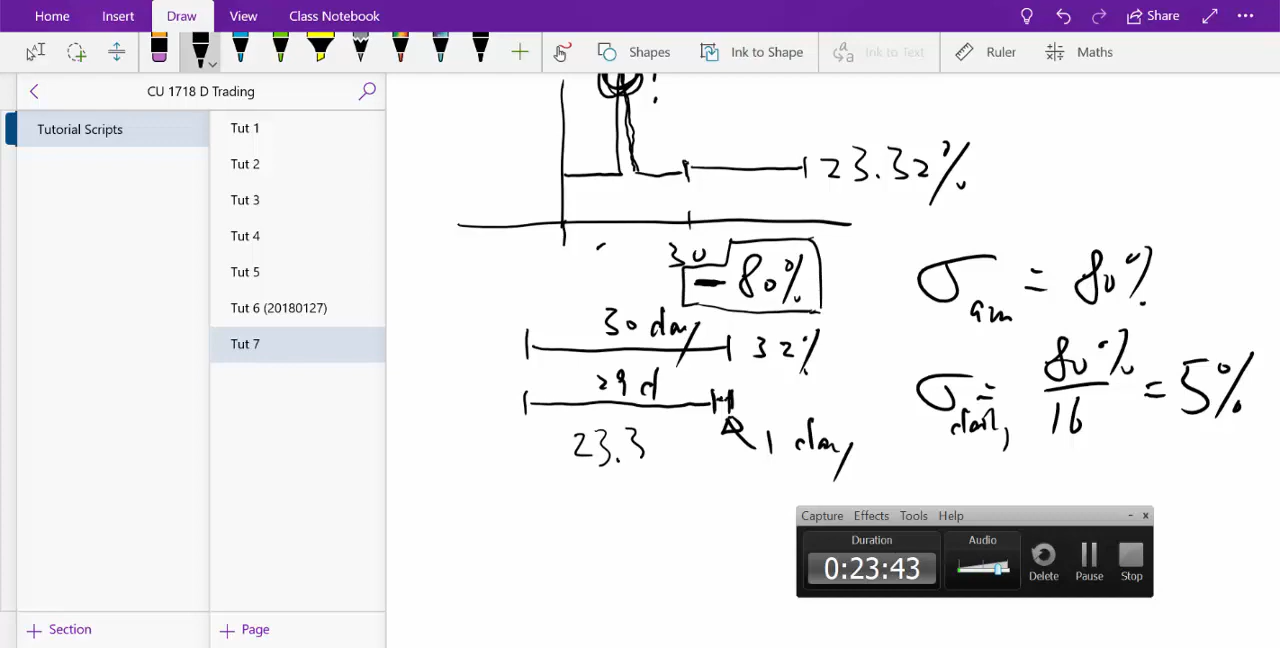 Home Insert Draw View Class Notebook Share
Shapes Ink to Shape Ink to Text Ruler Maths
CU 1718 D Trading
Tutorial Scripts
Tut 1
Tut 2
Tut 3
Tut 4
Tut 5
Tut 6 (20180127)
Tut 7
Section
Page
23.32%
30
80%
30 day 32%
29 d
23.3
1 day
σ = 80%
σ = 80% / 16 = 5%
Capture Effects Tools Help
Duration Audio
0:23:43
Delete Pause Stop